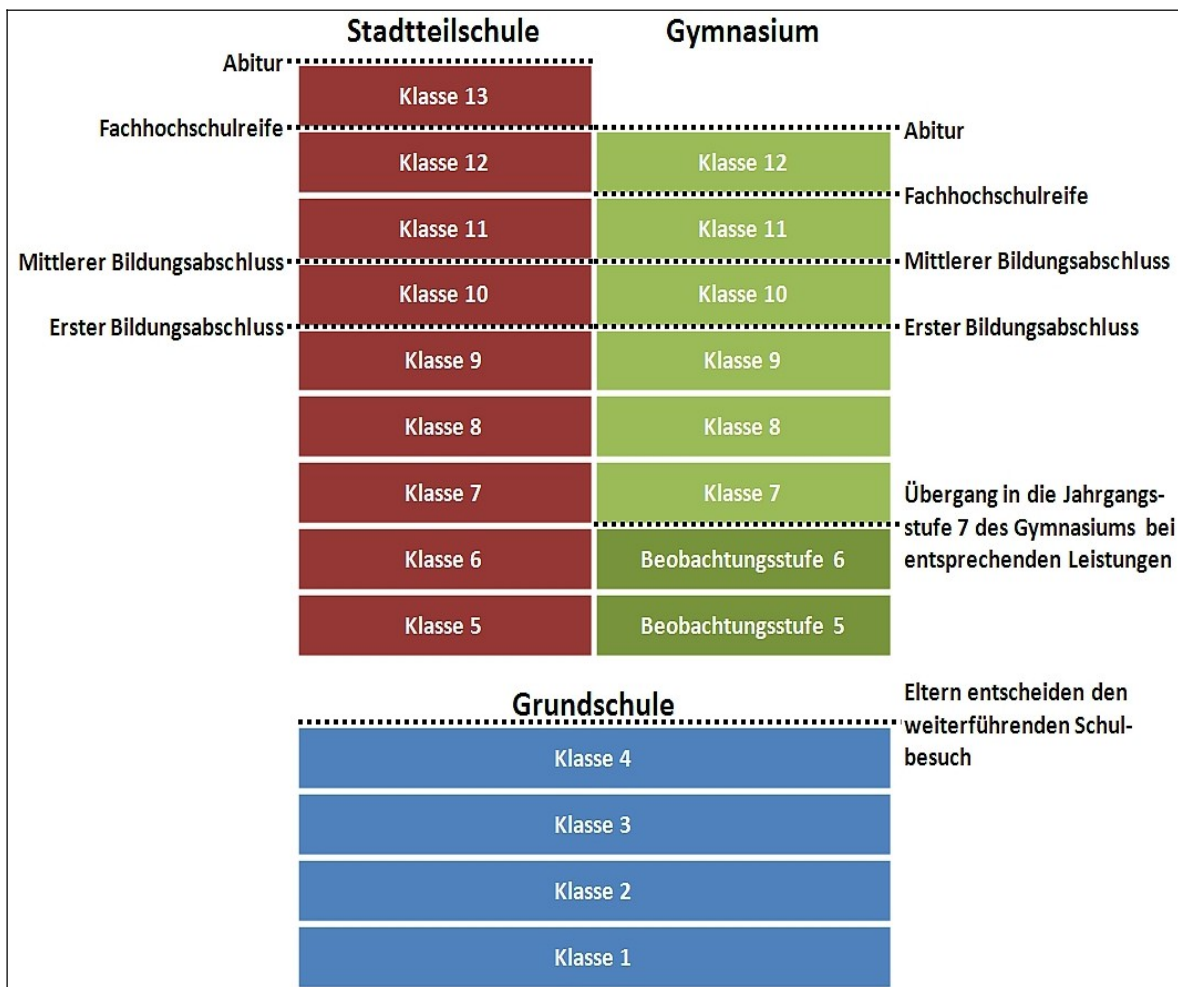 Stadtteilschule
Gymnasium
Abitur
Klasse 13
Fachhochschulreife
Abitur
Klasse 12
Klasse 12
Fachhochschulreife
Klasse 11
Klasse 11
Mittlerer Bildungsabschluss
Mittlerer Bildungsabschluss
Klasse 10
Klasse 10
Erster Bildungsabschluss
Erster Bildungsabschluss
Klasse 9
Klasse 9
Klasse 8
Klasse 8
Klasse 7
Klasse 7
Übergang in die Jahrgangs-
stufe 7 des Gymnasiums bei
entsprechenden Leistungen
Klasse 6
Beobachtungsstufe 6
Klasse 5
Beobachtungsstufe 5
Grundschule
Eltern entscheiden den
weiterführenden Schul-
besuch
Klasse 4
Klasse 3
Klasse 2
Klasse 1